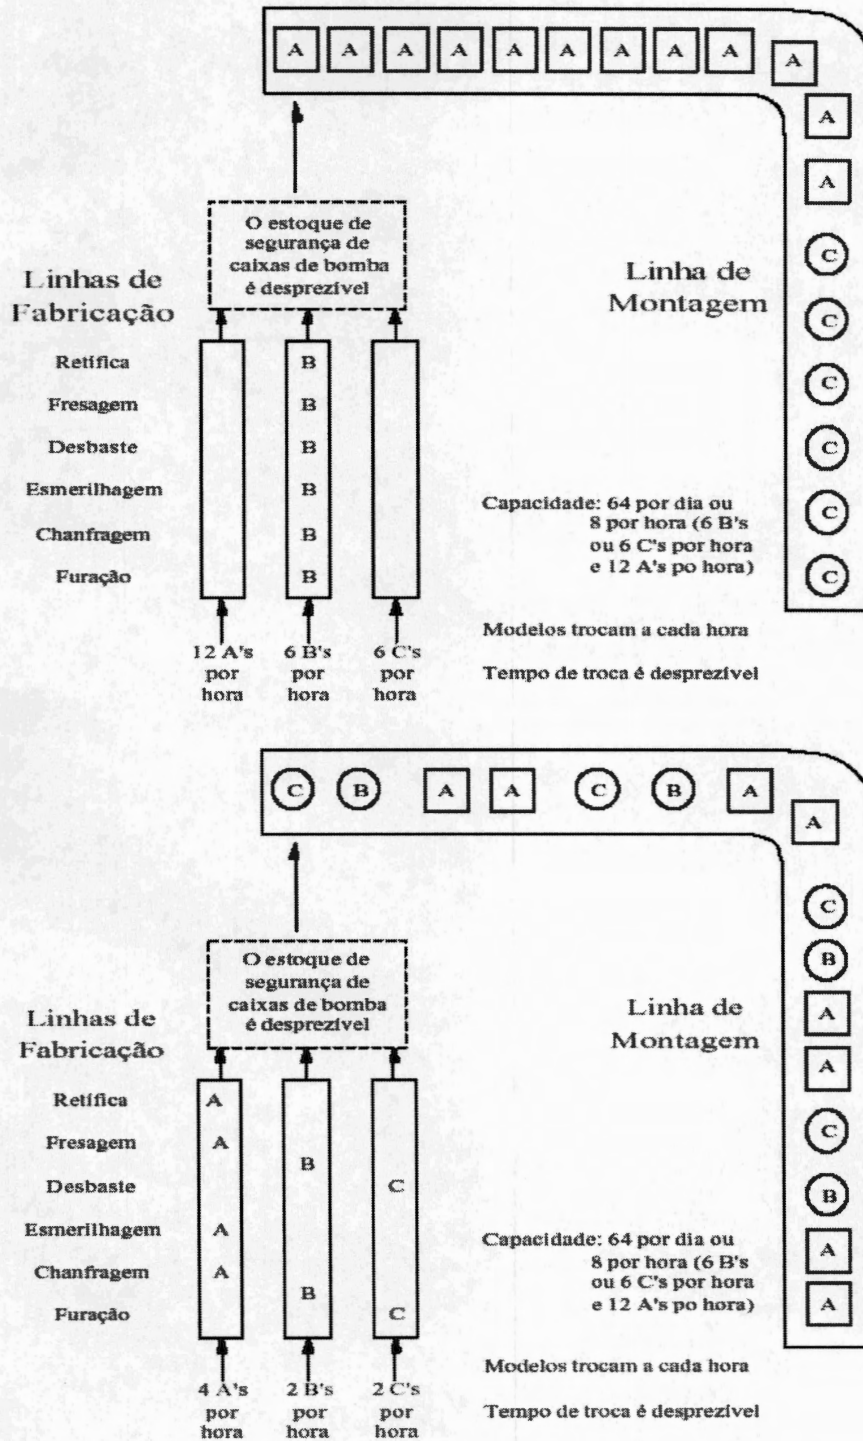 A A A A A A A A A A
A
A
O estoque de
segurança de
caixas de bomba
é desprezível
Linhas de
Fabricação
Linha de
Montagem
C
C
C
C
C
C
Retífica
Fresagem
Desbaste
Esmerilhagem
Chanfragem
Furação
B
B
B
B
B
B
Capacidade: 64 por dia ou
8 por hora (6 B's
ou 6 C's por hora
e 12 A's po hora)
12 A's
por
hora
6 B's
por
hora
6 C's
por
hora
Modelos trocam a cada hora
Tempo de troca é desprezível
C B A A C B A A
C
B
A
A
C
B
A
A
O estoque de
segurança de
caixas de bomba
é desprezível
Linhas de
Fabricação
Linha de
Montagem
Retífica
Fresagem
Desbaste
Esmerilhagem
Chanfragem
Furação
A
A
A
A
B
B
C
C
Capacidade: 64 por dia ou
8 por hora (6 B's
ou 6 C's por hora
e 12 A's po hora)
4 A's
por
hora
2 B's
por
hora
2 C's
por
hora
Modelos trocam a cada hora
Tempo de troca é desprezível